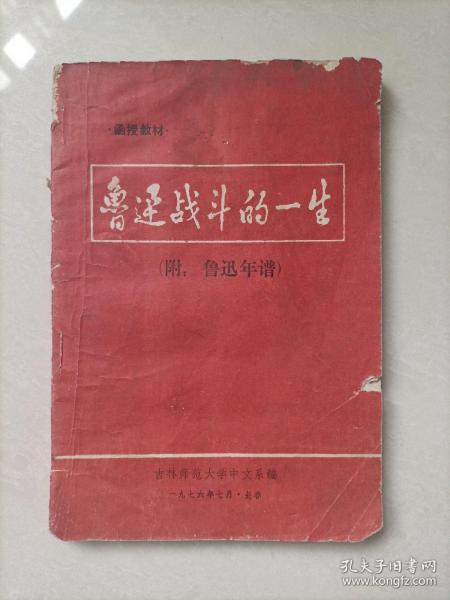 ·函授教材·
鲁迅战斗的一生
(附：鲁迅年谱)
吉林师范大学中文系编
一九七六年七月·长春
孔夫子旧书网
www.kongfz.com